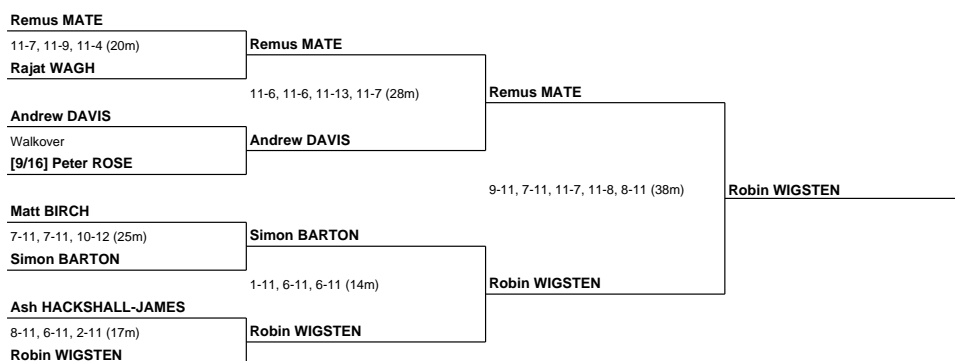 Remus MATE
11-7, 11-9, 11-4 (20m)
Rajat WAGH
Remus MATE
11-6, 11-6, 11-13, 11-7 (28m)
Remus MATE
Andrew DAVIS
Walkover
[9/16] Peter ROSE
Andrew DAVIS
9-11, 7-11, 11-7, 11-8, 8-11 (38m)
Robin WIGSTEN
Matt BIRCH
7-11, 7-11, 10-12 (25m)
Simon BARTON
Simon BARTON
1-11, 6-11, 6-11 (14m)
Robin WIGSTEN
Ash HACKSHALL-JAMES
8-11, 6-11, 2-11 (17m)
Robin WIGSTEN
Robin WIGSTEN